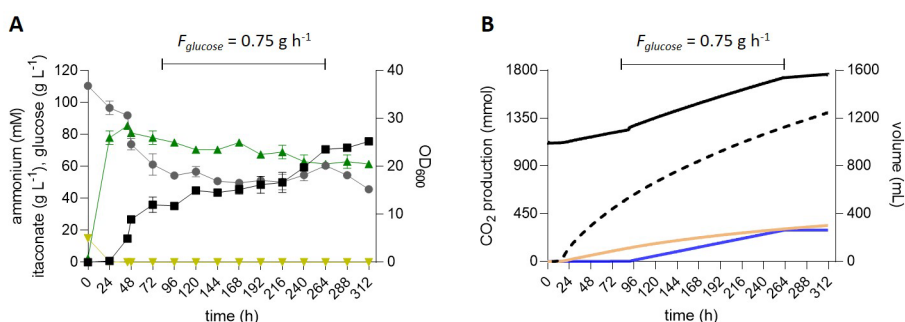 A
F glucose = 0.75 g h-1
120
100
80
60
40
20
0
ammonium (mM)
itaconate (g L-1), glucose (g L-1)
40
30
20
10
0
OD600
0 24 48 72 96 120 144 168 192 216 240 264 288 312
time (h)
B
F glucose = 0.75 g h-1
1800
1350
900
450
0
CO2 production (mmol)
1600
1200
800
400
0
volume (mL)
0 24 48 72 96 120 144 168 192 216 240 264 288 312
time (h)